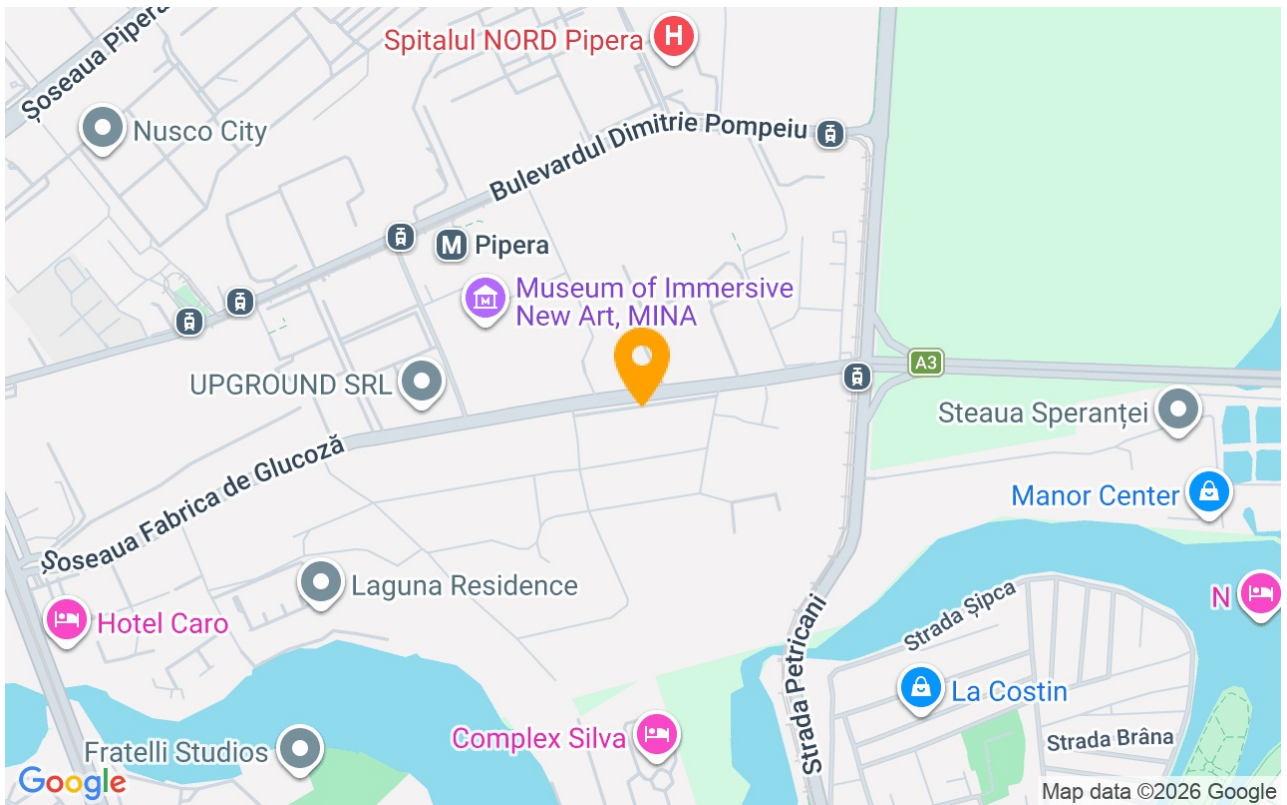 Șoseaua Pipera
Spitalul NORD Pipera
H
Nusco City
Bulevardul Dimitrie Pompeiu
M
Pipera
Museum of Immersive
New Art, MINA
M
UPGROUND SRL
A3
Steaua Speranței
Șoseaua Fabrica de Glucoză
Manor Center
Laguna Residence
Hotel Caro
N
Strada Șipca
Strada Petricani
La Costin
Complex Silva
Strada Brâna
Fratelli Studios
Google
Map data ©2026 Google